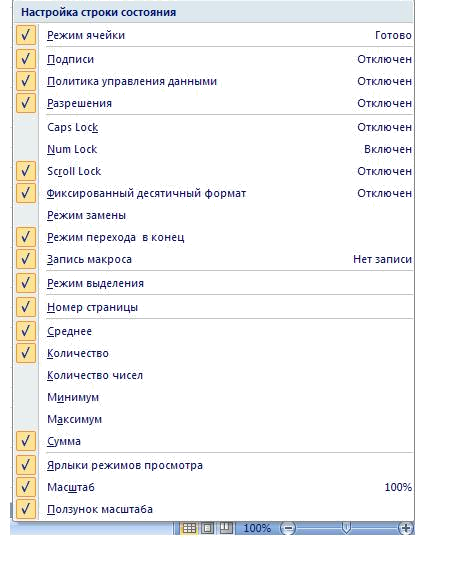 Настройка строки состояния
Режим ячейки Готово
Подписи Отключен
Политика управления данными Отключен
Разрешения Отключен
Caps Lock Отключен
Num Lock Включен
Scroll Lock Отключен
Фиксированный десятичный формат Отключен
Режим замены
Режим перехода в конец
Запись макроса Нет записи
Режим выделения
Номер страницы
Среднее
Количество
Количество чисел
Минимум
Максимум
Сумма
Ярлыки режимов просмотра
Масштаб 100%
Ползунок масштаба
100%